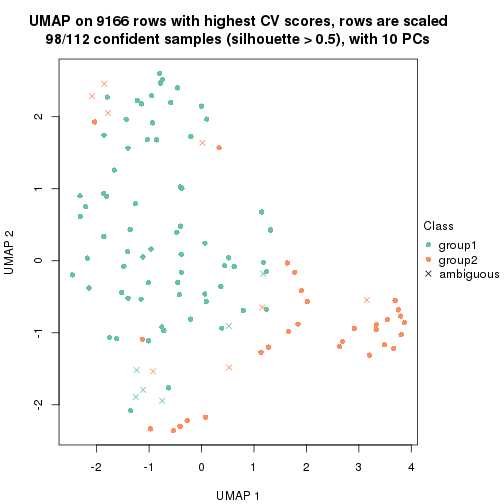 UMAP on 9166 rows with highest CV scores, rows are scaled
98/112 confident samples (silhouette > 0.5), with 10 PCs
UMAP 2
2
1
0
-1
-2
-2
-1
0
1
2
3
4
UMAP 1
Class
group1
group2
ambiguous